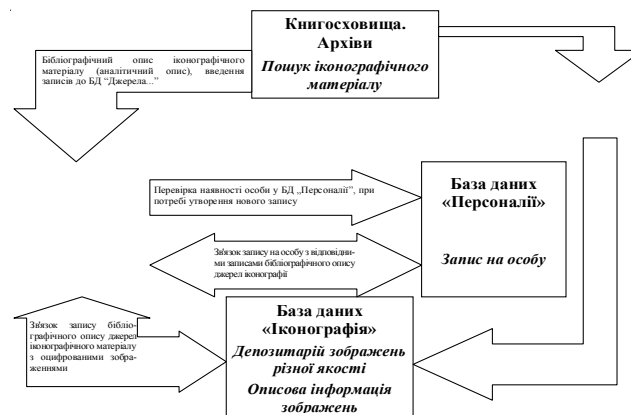 Книгосховища.
Архіви
Пошук іконографічного
матеріалу
Бібліографічний опис іконографічного
матеріалу (аналітичний опис), введення
записів до БД “Джерела...”
Перевірка наявності особи у БД „Персоналії”, при
потребі утворення нового запису
База даних
«Персоналії»
Запис на особу
Зв'язок запису на особу з відповідни-
ми записами бібліографічного опису
джерел іконографії
База даних
«Іконографія»
Депозитарій зображень
різної якості
Описова інформація
зображень
Зв'язок запису бібліо-
графічного опису джерел
іконографічного матеріалу
з оцифрованими зобра-
женнями